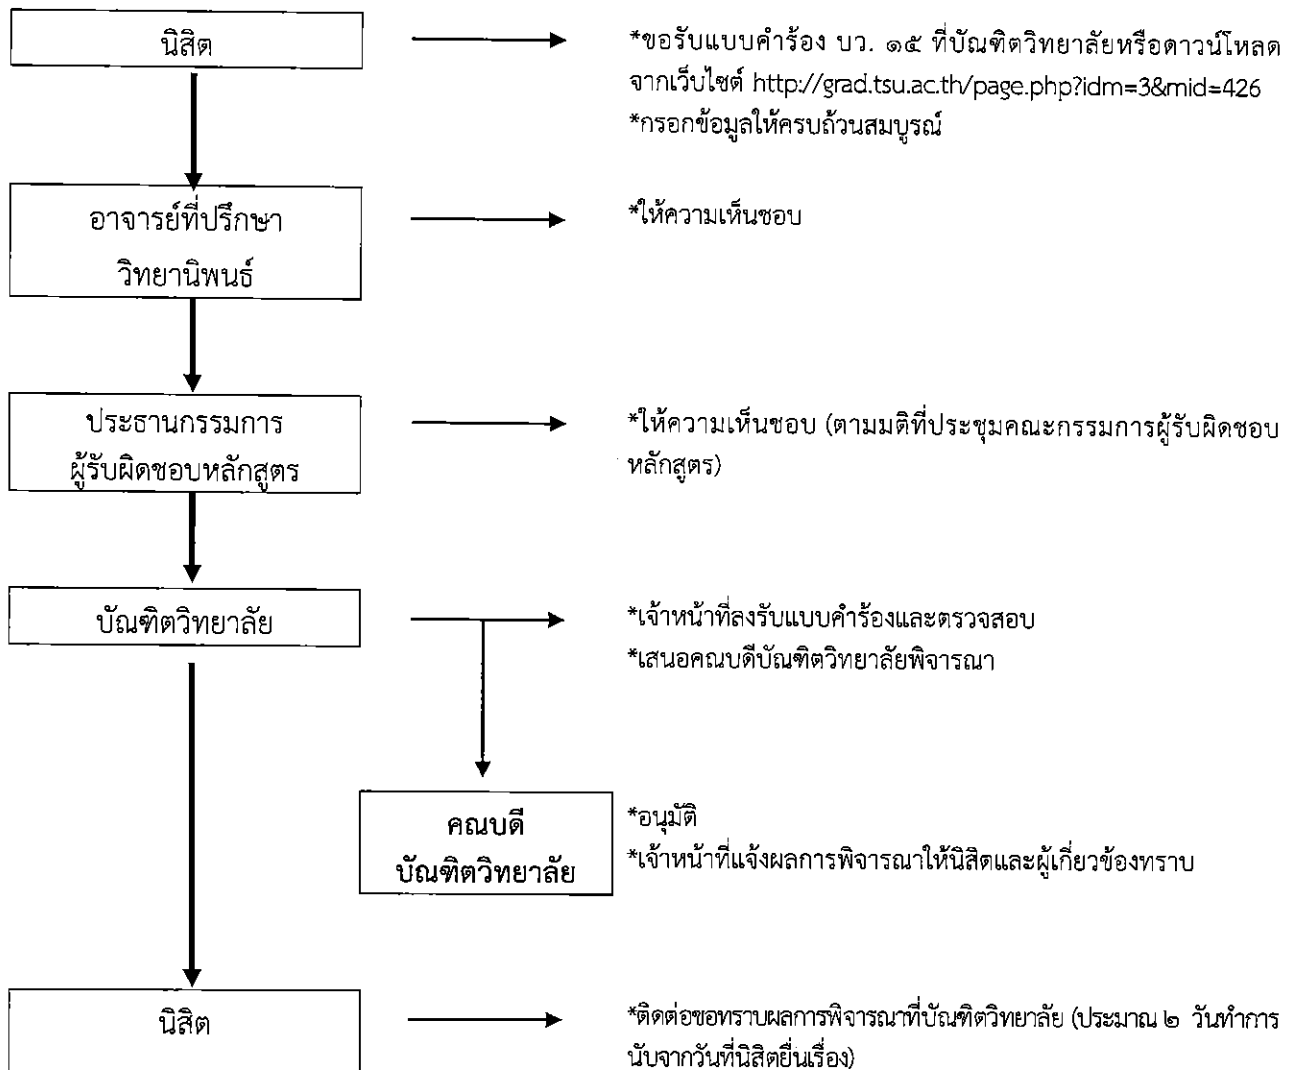 นิสิต
*ขอรับแบบคำร้อง บว. ๑๕ ที่บัณฑิตวิทยาลัยหรือดาวน์โหลด
จากเว็บไซต์ http://grad.tsu.ac.th/page.php?idm=3&mid=426
*กรอกข้อมูลให้ครบถ้วนสมบูรณ์
อาจารย์ที่ปรึกษา
วิทยานิพนธ์
*ให้ความเห็นชอบ
ประธานกรรมการ
ผู้รับผิดชอบหลักสูตร
*ให้ความเห็นชอบ (ตามมติที่ประชุมคณะกรรมการผู้รับผิดชอบ
หลักสูตร)
บัณฑิตวิทยาลัย
*เจ้าหน้าที่ลงรับแบบคำร้องและตรวจสอบ
*เสนอคณบดีบัณฑิตวิทยาลัยพิจารณา
คณบดี
บัณฑิตวิทยาลัย
*อนุมัติ
*เจ้าหน้าที่แจ้งผลการพิจารณาให้นิสิตและผู้เกี่ยวข้องทราบ
นิสิต
*ติดต่อขอทราบผลการพิจารณาที่บัณฑิตวิทยาลัย (ประมาณ ๒ วันทำการ
นับจากวันที่นิสิตยื่นเรื่อง)